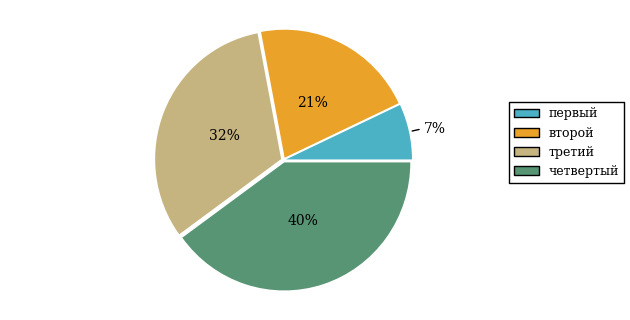 21%
7%
32%
40%
первый
второй
третий
четвертый